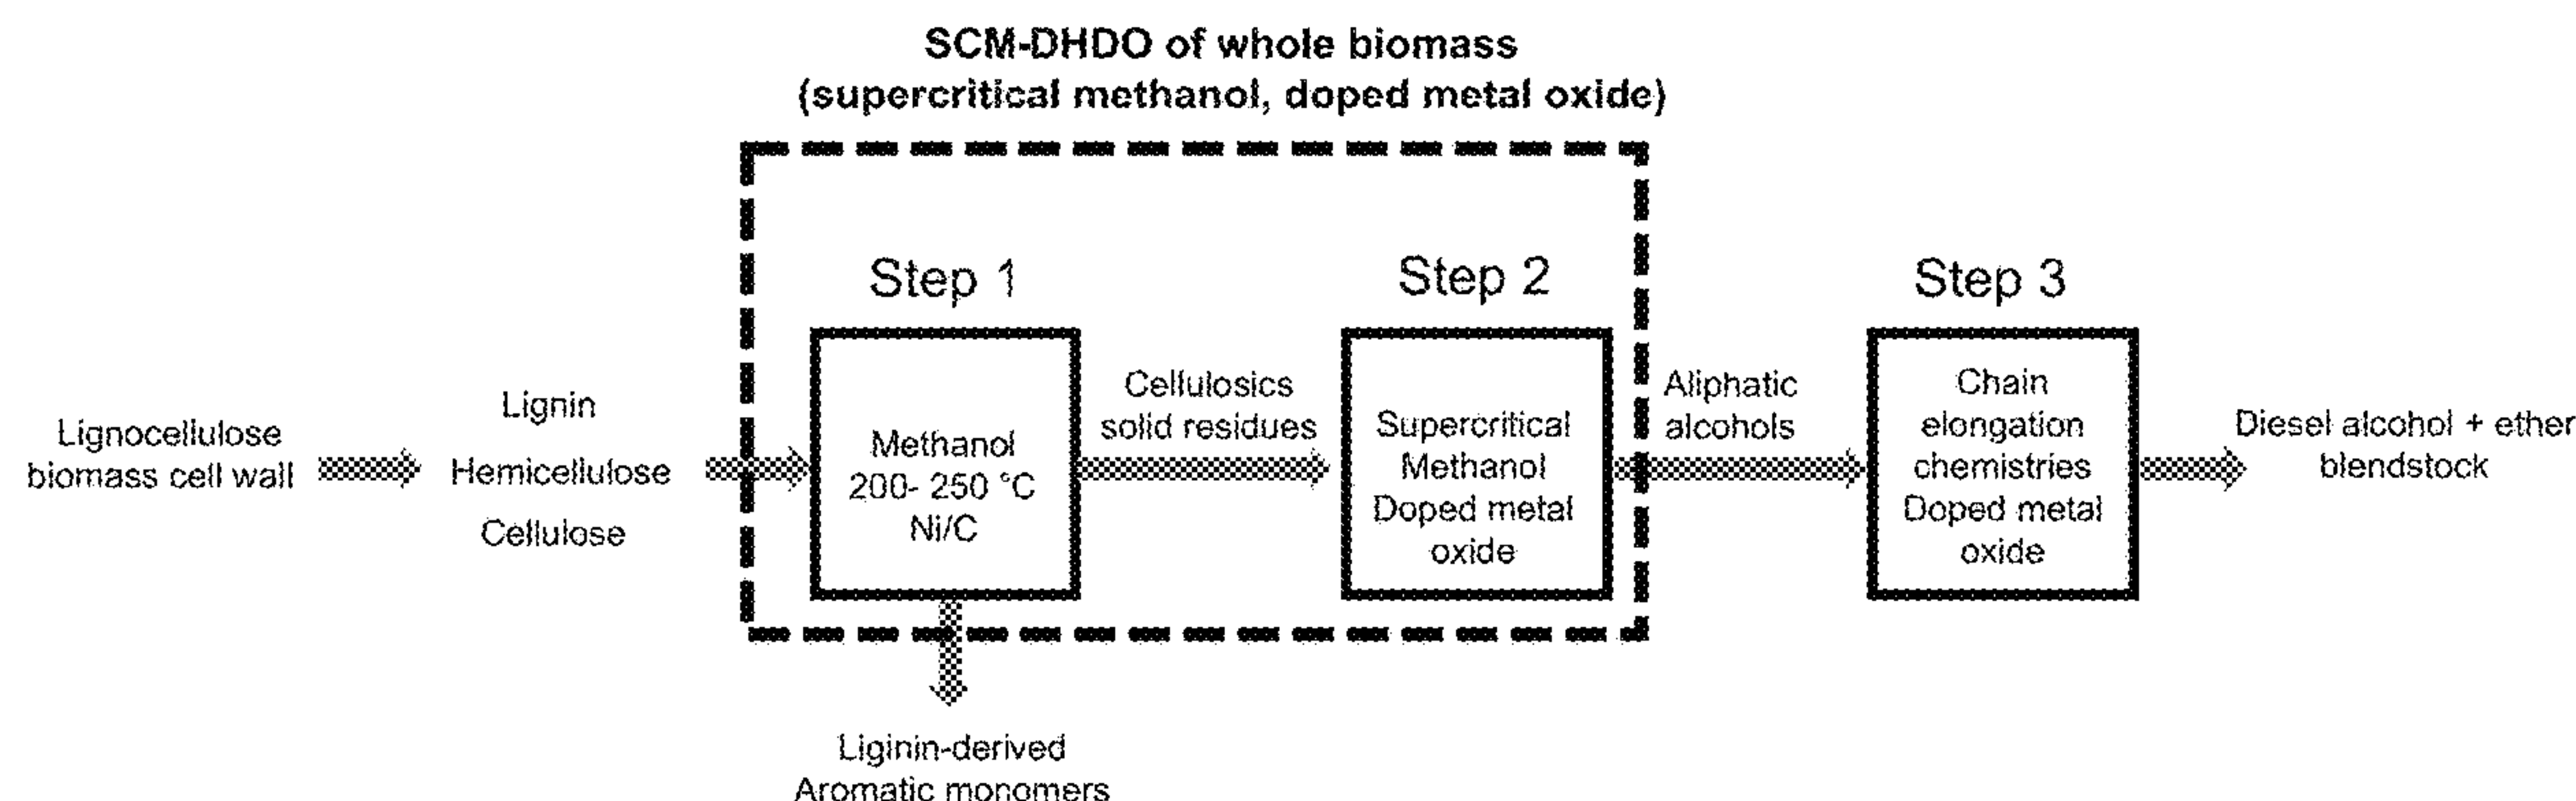 SCM-DHDO of whole biomass
(supercritical methanol, doped metal oxide)
Step 1
Step 2
Step 3
Lignocellulose
biomass cell wall
Lignin
Hemicellulose
Cellulose
Methanol
200- 250 °C
Ni/C
Cellulosics
solid residues
Supercritical
Methanol
Doped metal
oxide
Aliphatic
alcohols
Chain
elongation
chemistries
Doped metal
oxide
Diesel alcohol + ether
blendstock
Liginin-derived
Aromatic monomers